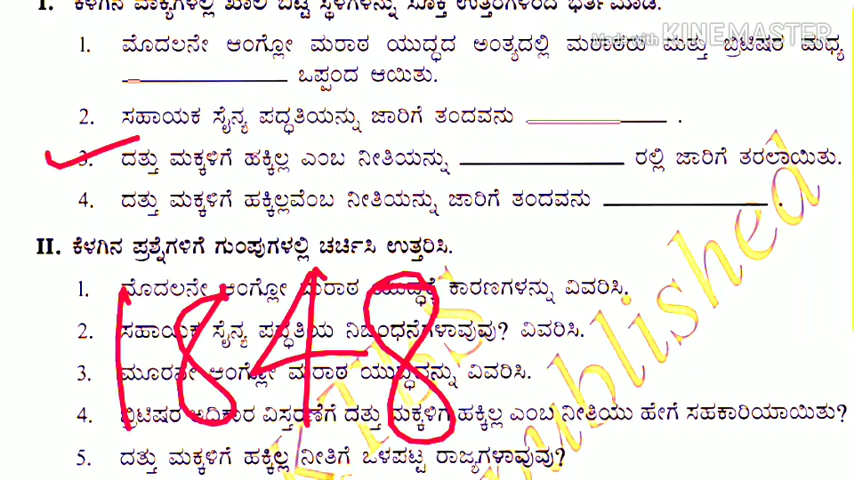 I. ಕೆಳಗಿನ ವಾಕ್ಯಗಳಲ್ಲಿ ಖಾಲಿ ಬಿಟ್ಟ ಸ್ಥಳಗಳನ್ನು ಸೂಕ್ತ ಉತ್ತರಗಳಿಂದ ಭರ್ತಿಮಾಡಿ.
Made with KINEMASTER
1. ಮೊದಲನೇ ಆಂಗ್ಲೋ ಮರಾಠ ಯುದ್ಧದ ಅಂತ್ಯದಲ್ಲಿ ಮರಾಠರು ಮತ್ತು ಬ್ರಿಟಿಷರ ಮಧ್ಯ
____________ ಒಪ್ಪಂದ ಆಯಿತು.
2. ಸಹಾಯಕ ಸೈನ್ಯ ಪದ್ಧತಿಯನ್ನು ಜಾರಿಗೆ ತಂದವನು ____________ .
3. ದತ್ತು ಮಕ್ಕಳಿಗೆ ಹಕ್ಕಿಲ್ಲ ಎಂಬ ನೀತಿಯನ್ನು ____________ ರಲ್ಲಿ ಜಾರಿಗೆ ತರಲಾಯಿತು.
4. ದತ್ತು ಮಕ್ಕಳಿಗೆ ಹಕ್ಕಿಲ್ಲವೆಂಬ ನೀತಿಯನ್ನು ಜಾರಿಗೆ ತಂದವನು ____________ .
II. ಕೆಳಗಿನ ಪ್ರಶ್ನೆಗಳಿಗೆ ಗುಂಪುಗಳಲ್ಲಿ ಚರ್ಚಿಸಿ ಉತ್ತರಿಸಿ.
1. ಮೊದಲನೇ ಆಂಗ್ಲೋ ಮರಾಠ ಯುದ್ಧಕ್ಕೆ ಕಾರಣಗಳನ್ನು ವಿವರಿಸಿ.
2. ಸಹಾಯಕ ಸೈನ್ಯ ಪದ್ಧತಿಯ ನಿಬಂಧನೆಗಳಾವುವು? ವಿವರಿಸಿ.
3. ಮೂರನೇ ಆಂಗ್ಲೋ ಮರಾಠ ಯುದ್ಧವನ್ನು ವಿವರಿಸಿ.
4. ಬ್ರಿಟಿಷರ ಅಧಿಕಾರ ವಿಸ್ತರಣೆಗೆ ದತ್ತು ಮಕ್ಕಳಿಗೆ ಹಕ್ಕಿಲ್ಲ ಎಂಬ ನೀತಿಯು ಹೇಗೆ ಸಹಕಾರಿಯಾಯಿತು?
5. ದತ್ತು ಮಕ್ಕಳಿಗೆ ಹಕ್ಕಿಲ್ಲ ನೀತಿಗೆ ಒಳಪಟ್ಟ ರಾಜ್ಯಗಳಾವುವು?
1848